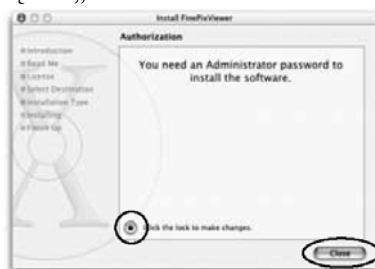 Install FinePixViewer
Authorization
Introduction
Read Me
License
Select Destination
Installation Type
Installing
Finish Up
You need an Administrator password to
install the software.
Click the lock to make changes.
Close